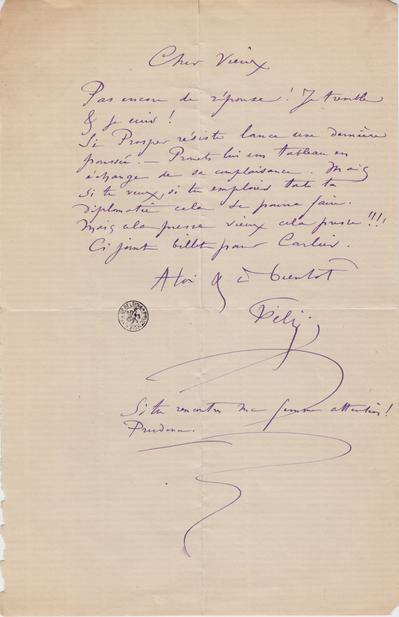 Cher Vieux
Pas encore de réponse ! Je tremble
& je suis !
Si Prosper résiste lance une dernière
poussée. — Promets lui un tableau en
échange de sa complaisance. Mais
si tu veux, si tu emploies toute ta
diplomatie cela se pourra faire.
Mais cela presse vieux cela presse !!!
Ci joint billet pour Carlier.
A toi & à bientôt
Féli
Si tu rencontres ma femme attention !
Prudence.